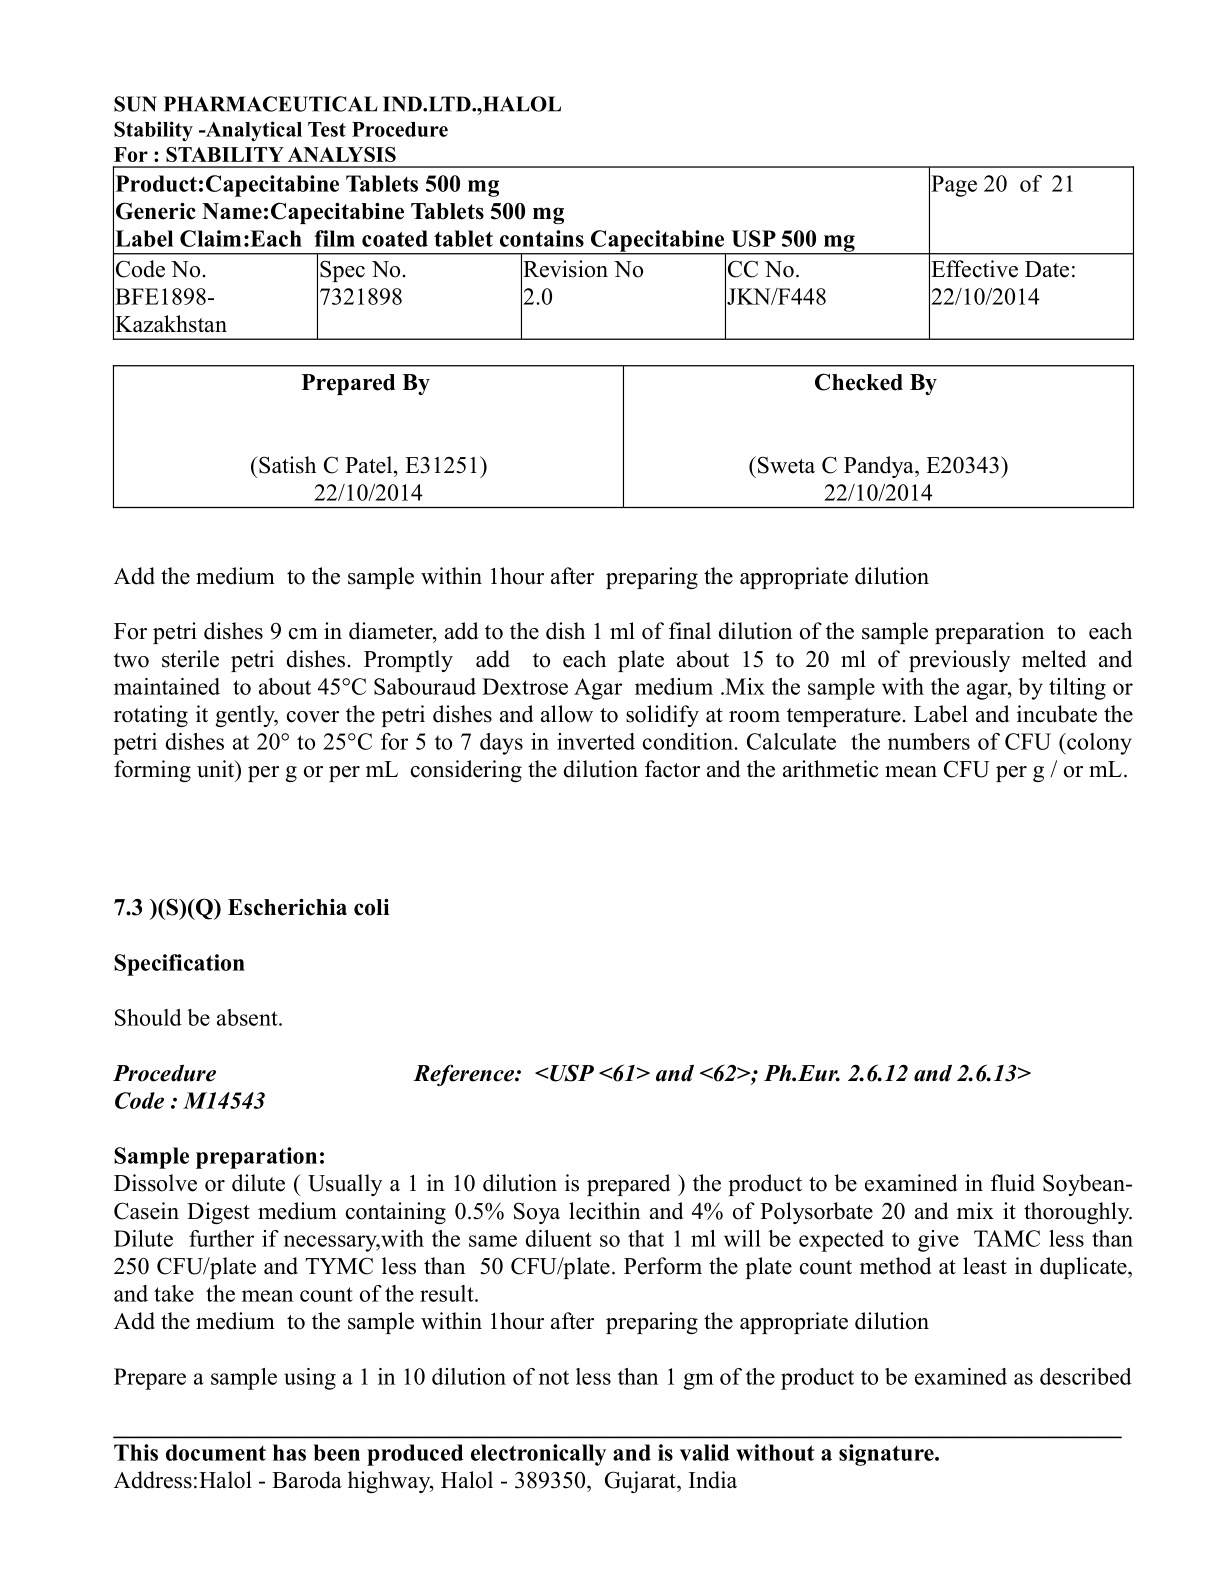 SUN PHARMACEUTICAL IND.LTD.,HALOL
Stability -Analytical Test Procedure
For : STABILITY ANALYSIS
Product:Capecitabine Tablets 500 mg
Generic Name:Capecitabine Tablets 500 mg
Label Claim:Each film coated tablet contains Capecitabine USP 500 mg
Page 20 of 21
Code No.
BFE1898-
Kazakhstan
Spec No.
7321898
Revision No
2.0
CC No.
JKN/F448
Effective Date:
22/10/2014
Prepared By
(Satish C Patel, E31251)
22/10/2014
Checked By
(Sweta C Pandya, E20343)
22/10/2014
Add the medium to the sample within 1hour after preparing the appropriate dilution
For petri dishes 9 cm in diameter, add to the dish 1 ml of final dilution of the sample preparation to each
two sterile petri dishes. Promptly add to each plate about 15 to 20 ml of previously melted and
maintained to about 45°C Sabouraud Dextrose Agar medium .Mix the sample with the agar, by tilting or
rotating it gently, cover the petri dishes and allow to solidify at room temperature. Label and incubate the
petri dishes at 20° to 25°C for 5 to 7 days in inverted condition. Calculate the numbers of CFU (colony
forming unit) per g or per mL considering the dilution factor and the arithmetic mean CFU per g / or mL.
7.3 )(S)(Q) Escherichia coli
Specification
Should be absent.
Procedure Reference: <USP <61> and <62>; Ph.Eur. 2.6.12 and 2.6.13>
Code : M14543
Sample preparation:
Dissolve or dilute ( Usually a 1 in 10 dilution is prepared ) the product to be examined in fluid Soybean-
Casein Digest medium containing 0.5% Soya lecithin and 4% of Polysorbate 20 and mix it thoroughly.
Dilute further if necessary,with the same diluent so that 1 ml will be expected to give TAMC less than
250 CFU/plate and TYMC less than 50 CFU/plate. Perform the plate count method at least in duplicate,
and take the mean count of the result.
Add the medium to the sample within 1hour after preparing the appropriate dilution
Prepare a sample using a 1 in 10 dilution of not less than 1 gm of the product to be examined as described
This document has been produced electronically and is valid without a signature.
Address:Halol - Baroda highway, Halol - 389350, Gujarat, India